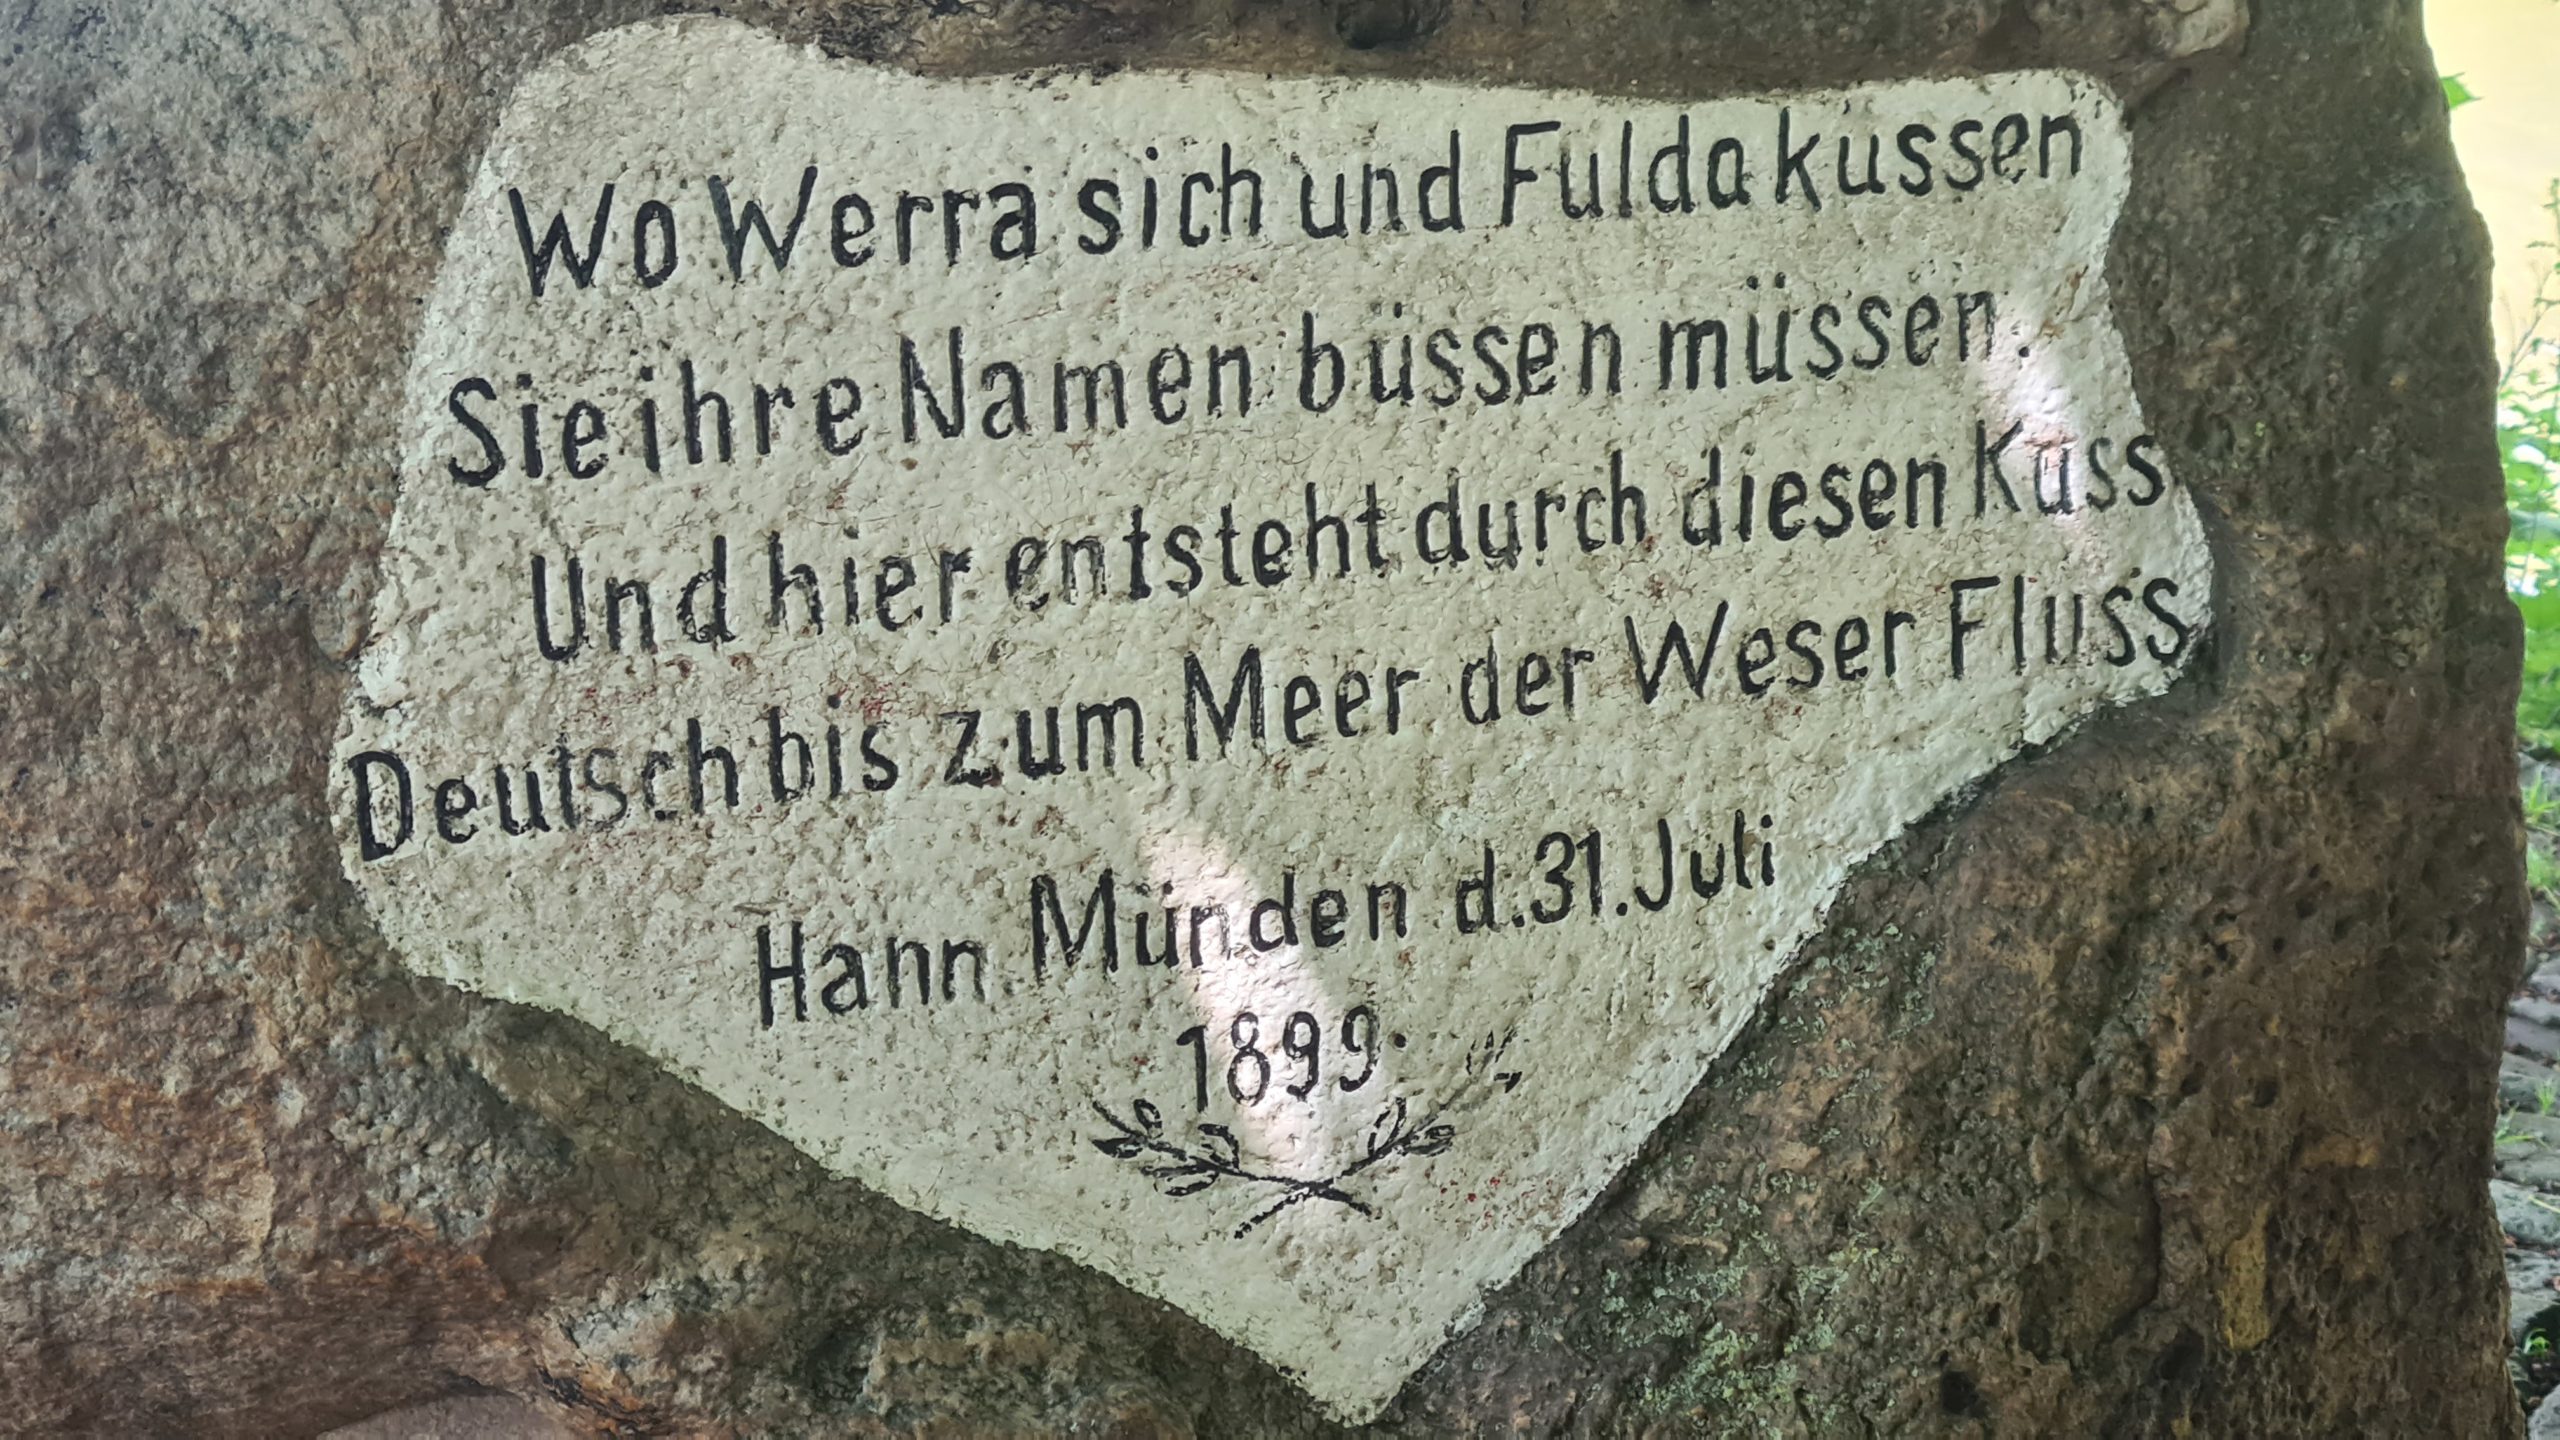 Wo Werra sich und Fulda kussen
Sie ihre Namen büssen müssen.
Und hier entsteht durch diesen Kuss
Deutsch bis zum Meer der Weser Fluss
Hann. Münden d. 31. Juli
1899.